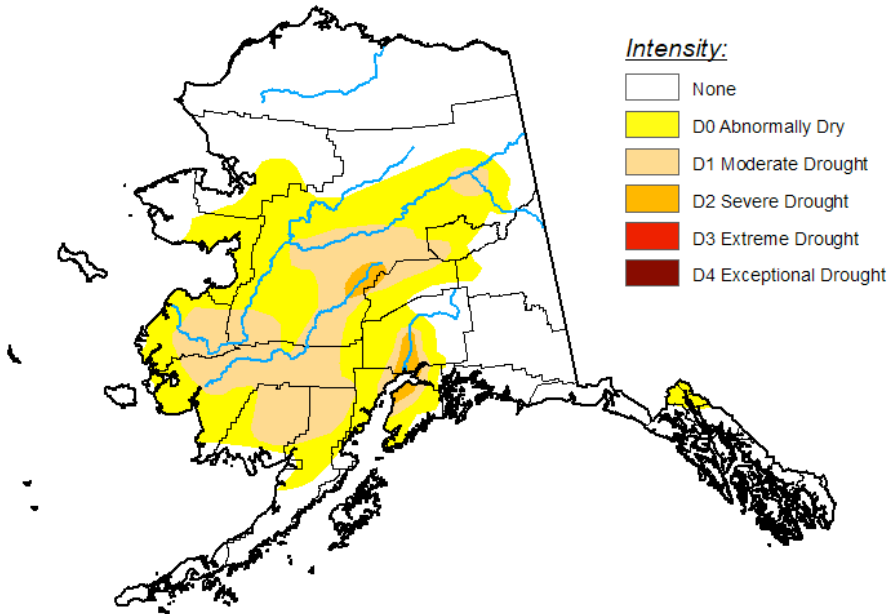 Intensity:
None
D0 Abnormally Dry
D1 Moderate Drought
D2 Severe Drought
D3 Extreme Drought
D4 Exceptional Drought